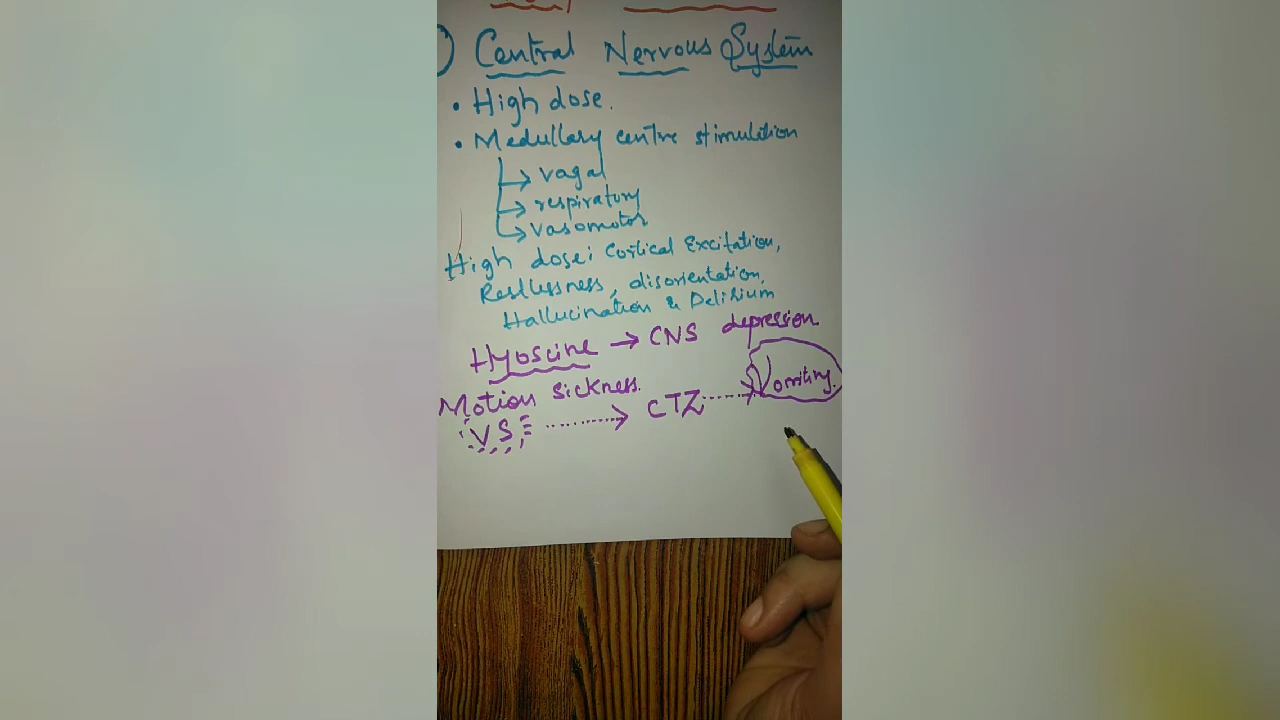 ) Central Nervous System
• High dose.
• Medullary centre stimulation
→ vagal
→ respiratory
→ vasomotor
High dose: Cortical Excitation,
Restlessness, disorientation,
Hallucination & Delirium
Hyoscine → CNS depression
Motion Sickness.
VS → CTZ → Vomiting.